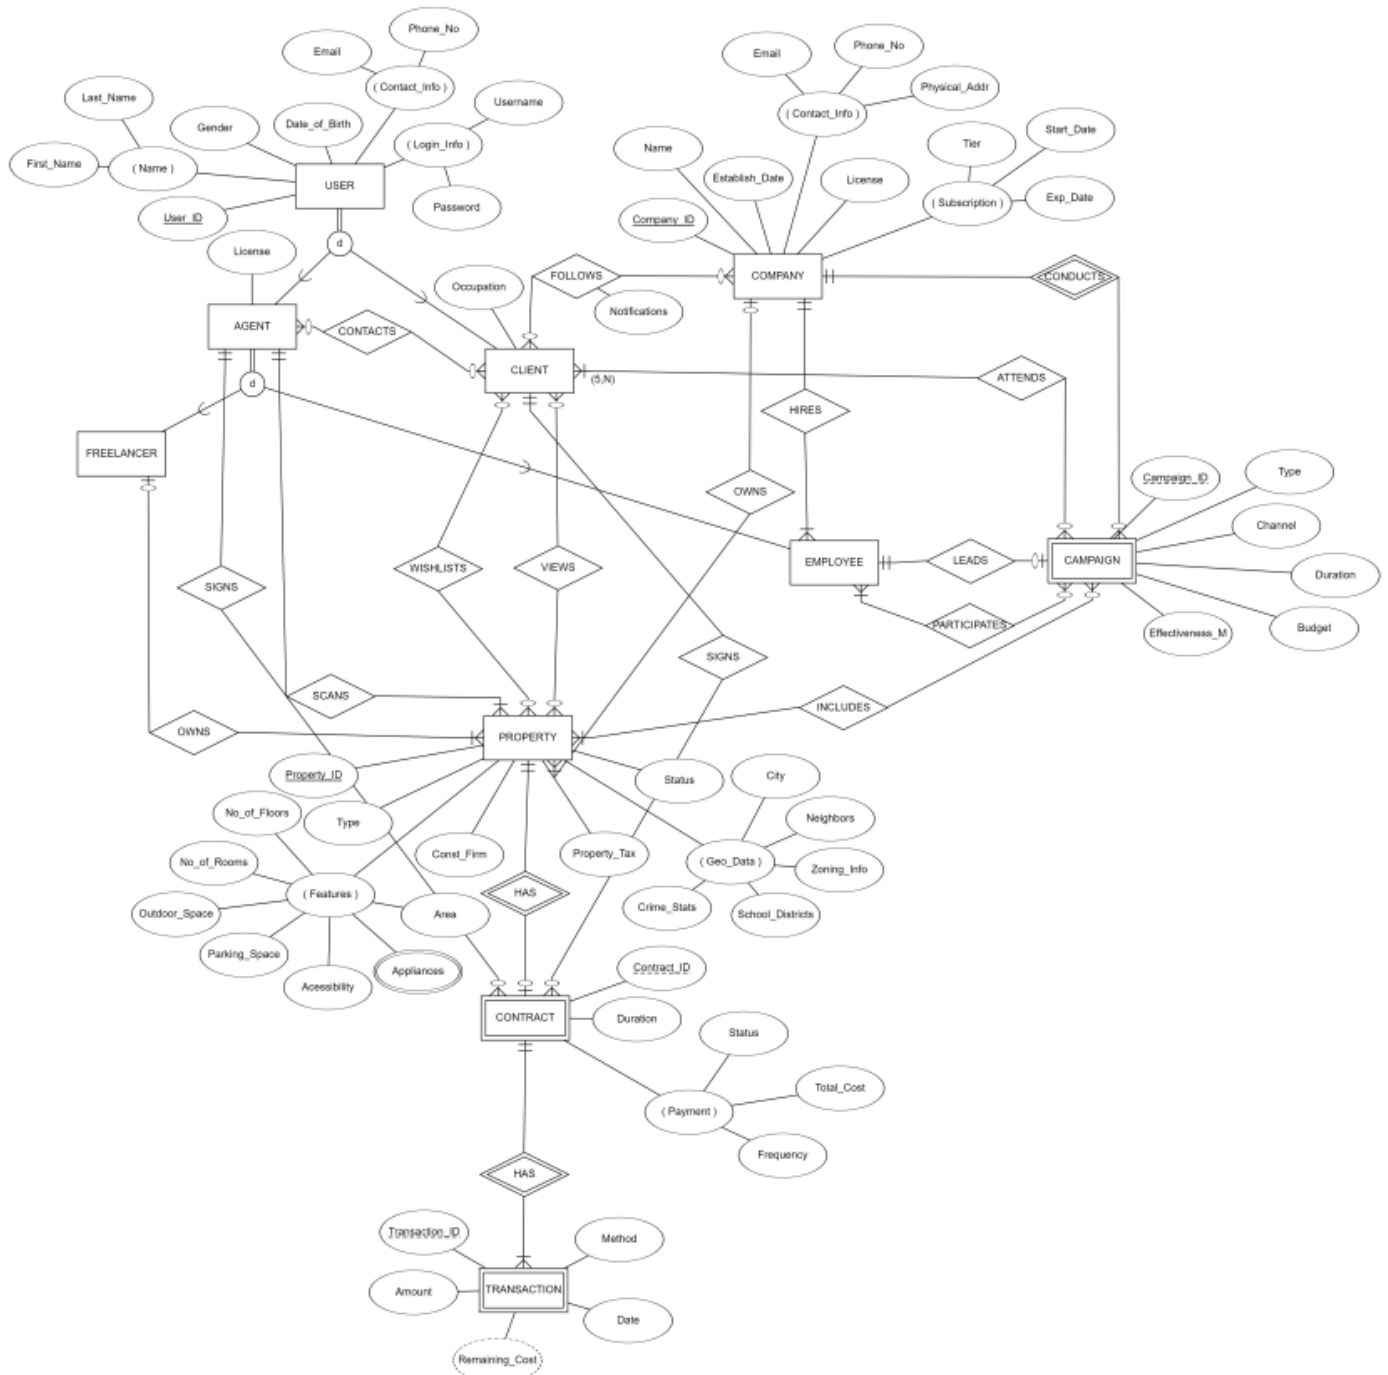 Phone_No
Email
( Contact_Info )
Last_Name
Username
Gender
Date_of_Birth
( Login_Info )
First_Name
( Name )
USER
User_ID
Password
Email
Phone_No
Physical_Addr
( Contact_Info )
Name
Tier
Start_Date
Establish_Date
License
( Subscription )
Exp_Date
Company_ID
d
License
COMPANY
FOLLOWS
CONDUCTS
Occupation
Notifications
AGENT
CONTACTS
CLIENT
(5,N)
ATTENDS
d
HIRES
FREELANCER
OWNS
Campaign_ID
Type
Channel
EMPLOYEE
LEADS
CAMPAIGN
WISHLISTS
VIEWS
Duration
SIGNS
PARTICIPATES
Effectiveness_M
Budget
SIGNS
SCANS
INCLUDES
OWNS
PROPERTY
Property_ID
Status
City
No_of_Floors
Type
Neighbors
Const_Firm
Property_Tax
( Geo_Data )
No_of_Rooms
Zoning_Info
( Features )
HAS
Outdoor_Space
Area
Crime_Stats
School_Districts
Parking_Space
Appliances
Acessibility
Contract_ID
CONTRACT
Duration
Status
Total_Cost
( Payment )
Frequency
HAS
Transaction_ID
Method
Amount
TRANSACTION
Date
Remaining_Cost